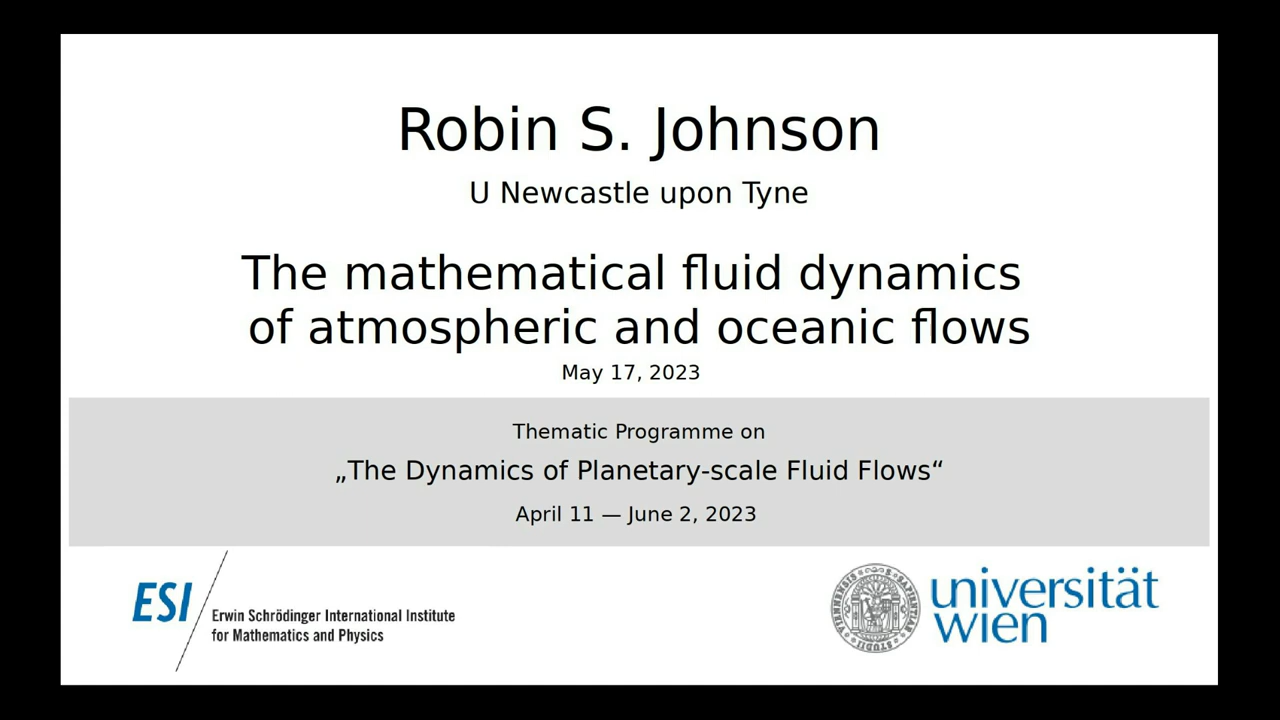 Robin S. Johnson
U Newcastle upon Tyne
The mathematical fluid dynamics
of atmospheric and oceanic flows
May 17, 2023
Thematic Programme on
„The Dynamics of Planetary-scale Fluid Flows“
April 11 — June 2, 2023
ESI
Erwin Schrödinger International Institute
for Mathematics and Physics
universität
wien